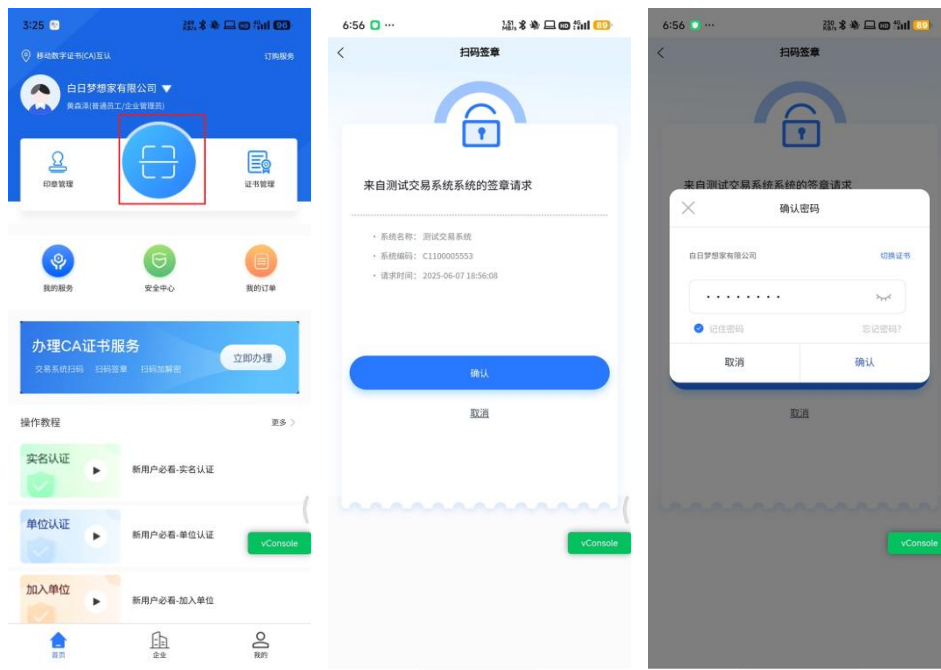 3:25
98
移动数字证书(CA)互认
订购服务
白日梦想家有限公司
黄森泽(普通员工/企业管理员)
印章管理
证书管理
我的服务
安全中心
我的订单
办理CA证书服务
交易系统扫码 扫码签章 扫码加解密
立即办理
操作教程
更多 >
实名认证
新用户必看-实名认证
单位认证
新用户必看-单位认证
vConsole
加入单位
新用户必看-加入单位
首页
企业
我的
6:56 ···
HD
89
扫码签章
来自测试交易系统系统的签章请求
· 系统名称: 测试交易系统
· 系统编码: C1100005553
· 请求时间: 2025-06-07 18:56:08
确认
取消
vConsole
6:56 ···
HD
89
扫码签章
来自测试交易系统系统的签章请求
确认密码
白日梦想家有限公司
切换证书
记住密码
忘记密码?
取消
确认
取消
vConsole